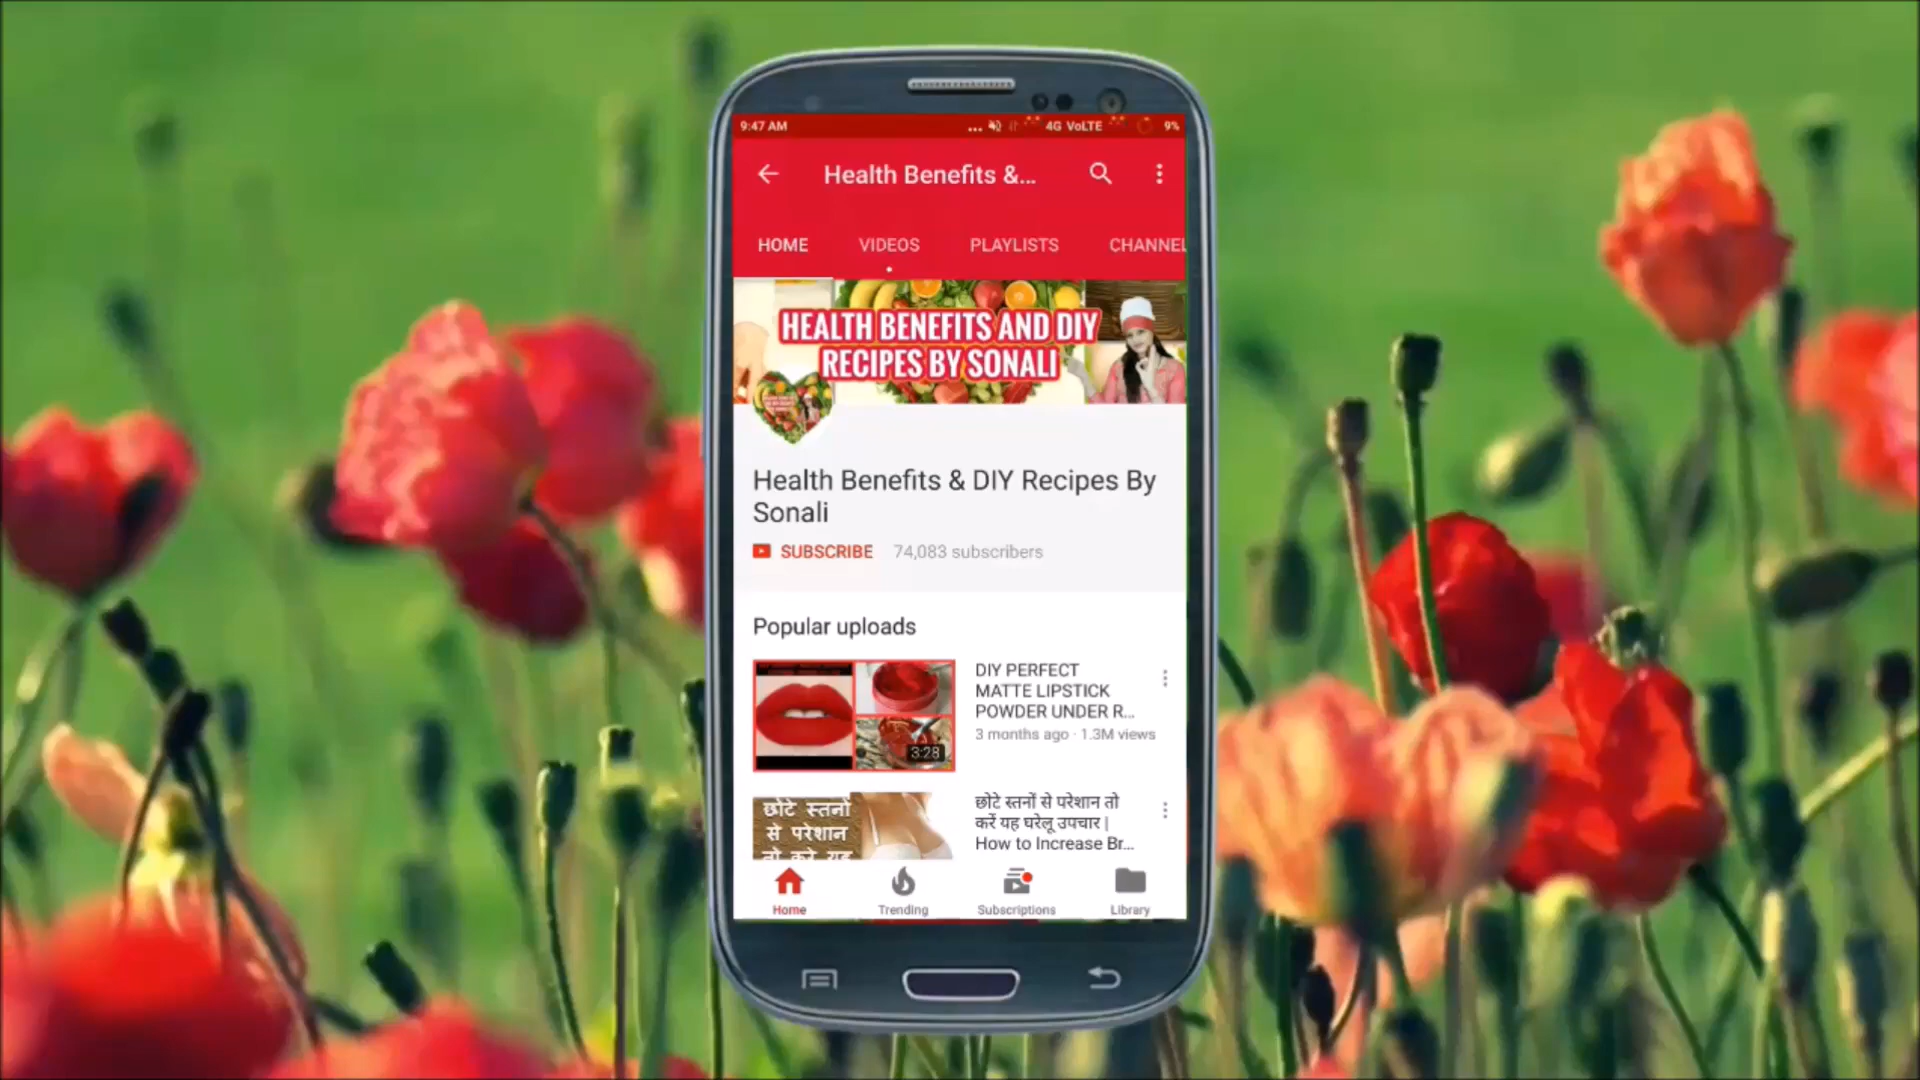 9:47 AM
4G VoLTE
9%
Health Benefits &...
HOME
VIDEOS
PLAYLISTS
CHANNEL
HEALTH BENEFITS AND DIY
RECIPES BY SONALI
Health Benefits & DIY Recipes By
Sonali
SUBSCRIBE
74,083 subscribers
Popular uploads
DIY PERFECT
MATTE LIPSTICK
POWDER UNDER R...
3 months ago · 1.3M views
3:28
छोटे स्तनों
से परेशान
तो करें यह
छोटे स्तनों से परेशान तो
करें यह घरेलू उपचार |
How to Increase Br...
Home
Trending
Subscriptions
Library